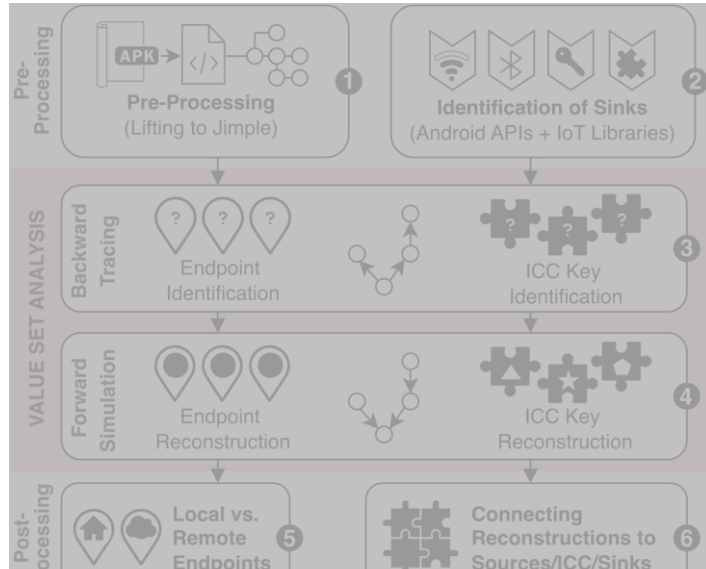 Pre-
Processing
APK
</>
1
Pre-Processing
(Lifting to Jimple)
2
Identification of Sinks
(Android APIs + IoT Libraries)
VALUE SET ANALYSIS
Backward
Tracing
? ? ?
Endpoint
Identification
? ? ?
ICC Key
Identification
3
Forward
Simulation
Endpoint
Reconstruction
ICC Key
Reconstruction
4
Post-
ocessing
Local vs.
Remote
Endpoints
5
Connecting
Reconstructions to
Sources/ICC/Sinks
6